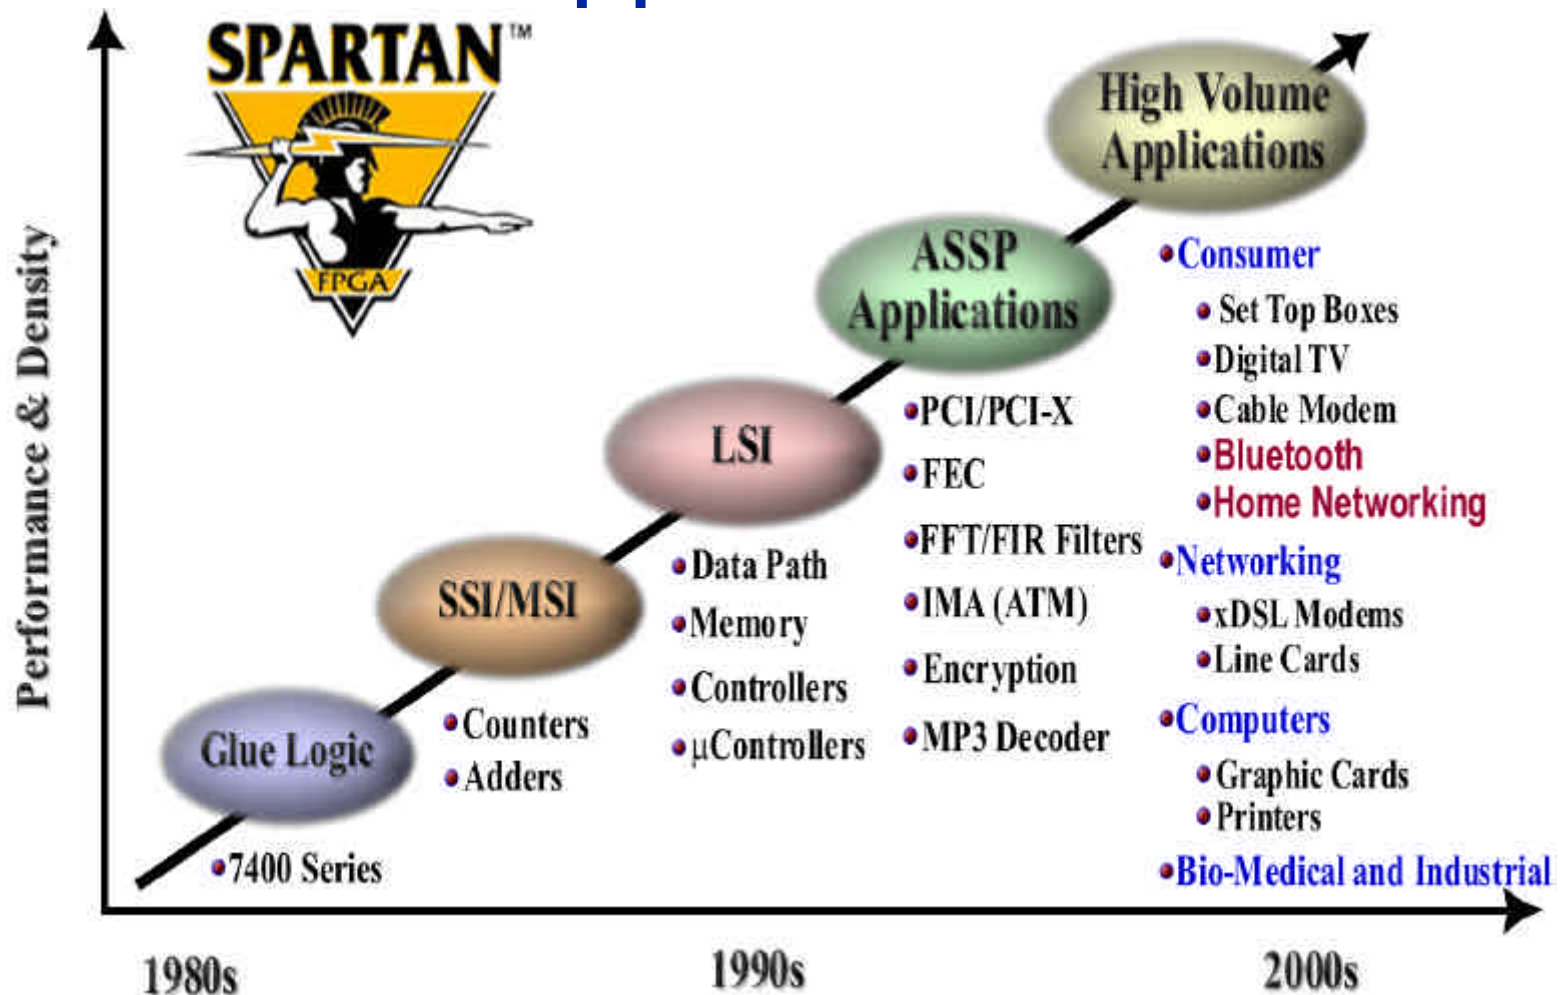 SPARTAN™
FPGA
Performance & Density
High Volume
Applications
ASSP
Applications
LSI
SSI/MSI
Glue Logic
•7400 Series
•Counters
•Adders
•Data Path
•Memory
•Controllers
•µControllers
•PCI/PCI-X
•FEC
•FFT/FIR Filters
•IMA (ATM)
•Encryption
•MP3 Decoder
•Consumer
•Set Top Boxes
•Digital TV
•Cable Modem
•Bluetooth
•Home Networking
•Networking
•xDSL Modems
•Line Cards
•Computers
•Graphic Cards
•Printers
•Bio-Medical and Industrial
1980s
1990s
2000s